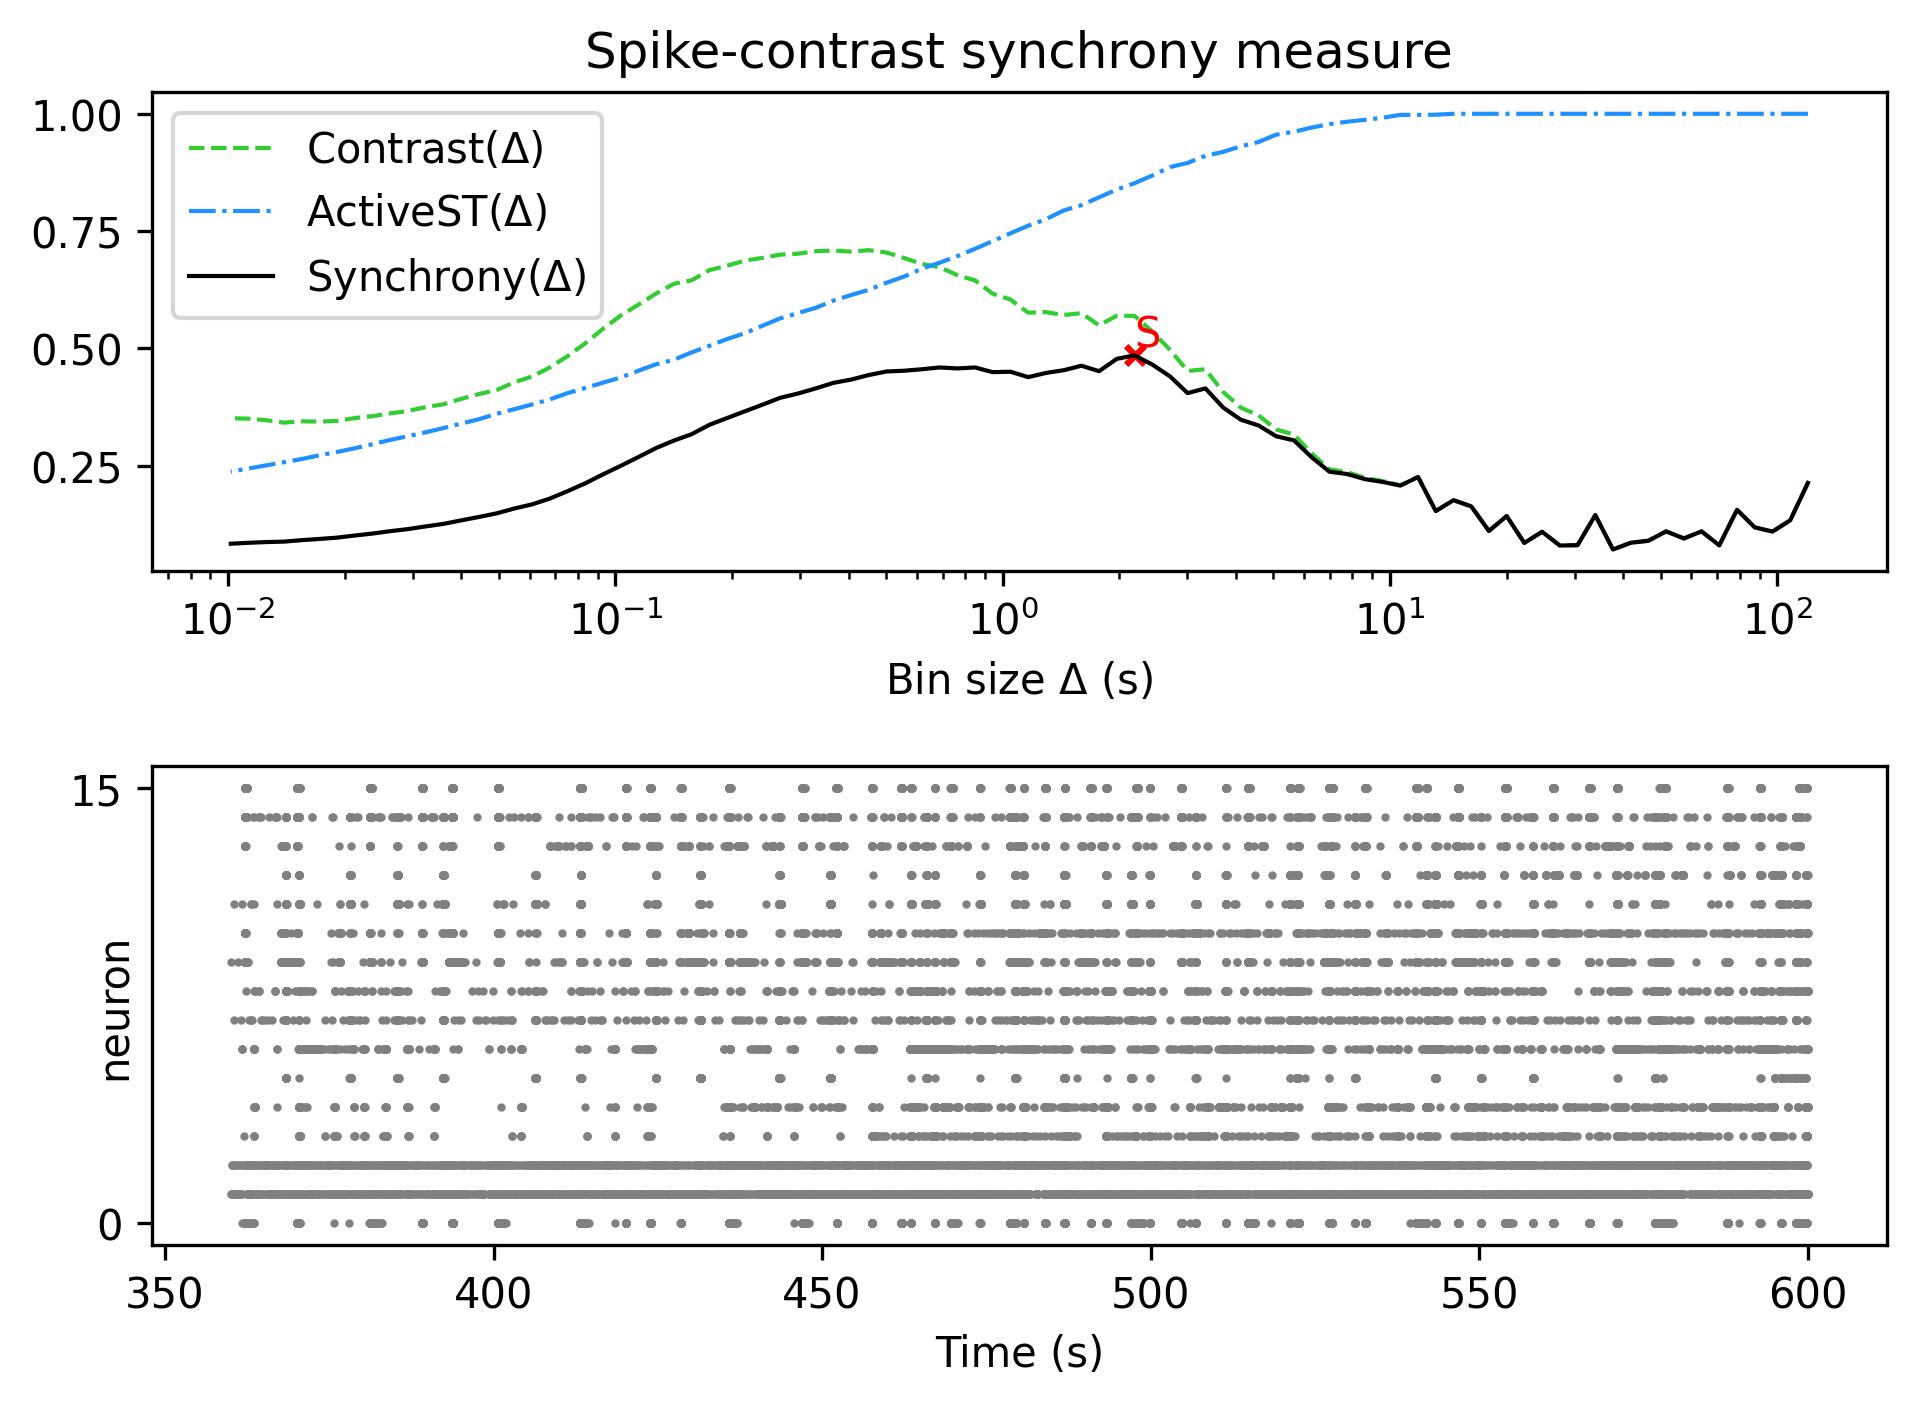 Spike-contrast synchrony measure
1.00
0.75
0.50
0.25
Contrast(Δ)
ActiveST(Δ)
Synchrony(Δ)
S
10⁻² 10⁻¹ 10⁰ 10¹ 10²
Bin size Δ (s)
15
0
neuron
350 400 450 500 550 600
Time (s)